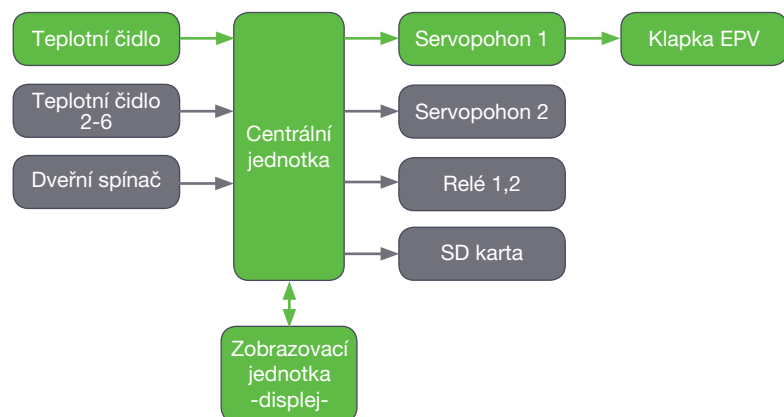 Teplotní čidlo
Servopohon 1
Klapka EPV
Teplotní čidlo
2-6
Centrální
jednotka
Servopohon 2
Dveřní spínač
Relé 1,2
SD karta
Zobrazovací
jednotka
-displej-